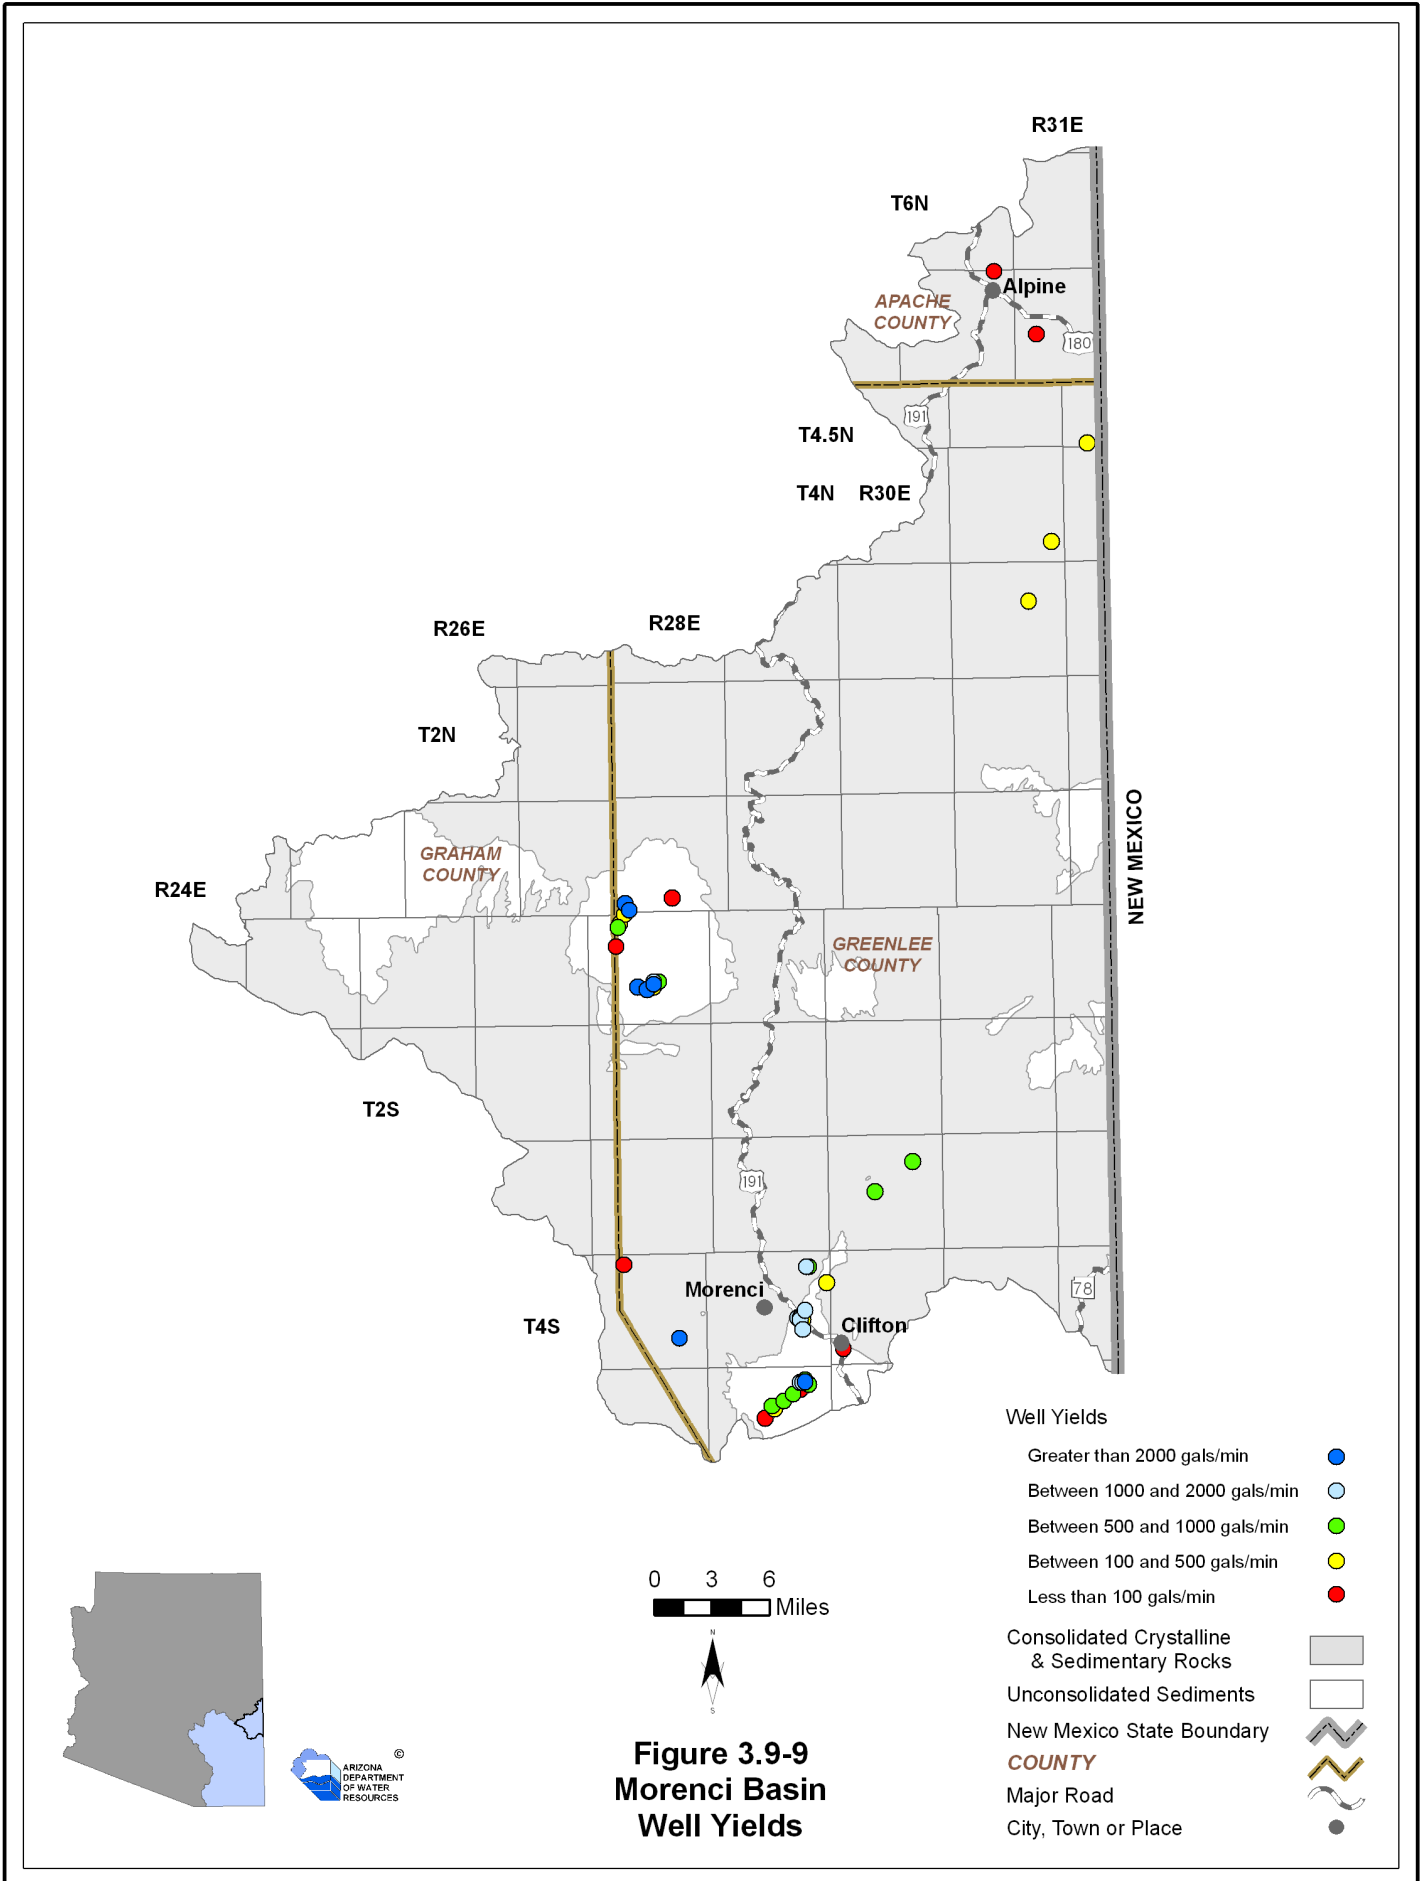 R31E
T6N
Alpine
APACHE
COUNTY
180
191
T4.5N
T4N
R30E
R26E
R28E
T2N
NEW MEXICO
GRAHAM
COUNTY
R24E
GREENLEE
COUNTY
T2S
191
Morenci
78
T4S
Clifton
Well Yields
Greater than 2000 gals/min
Between 1000 and 2000 gals/min
Between 500 and 1000 gals/min
Between 100 and 500 gals/min
Less than 100 gals/min
Consolidated Crystalline
& Sedimentary Rocks
Unconsolidated Sediments
New Mexico State Boundary
COUNTY
Major Road
City, Town or Place
0 3 6
Miles
N
S
Figure 3.9-9
Morenci Basin
Well Yields
©
ARIZONA
DEPARTMENT
OF WATER
RESOURCES